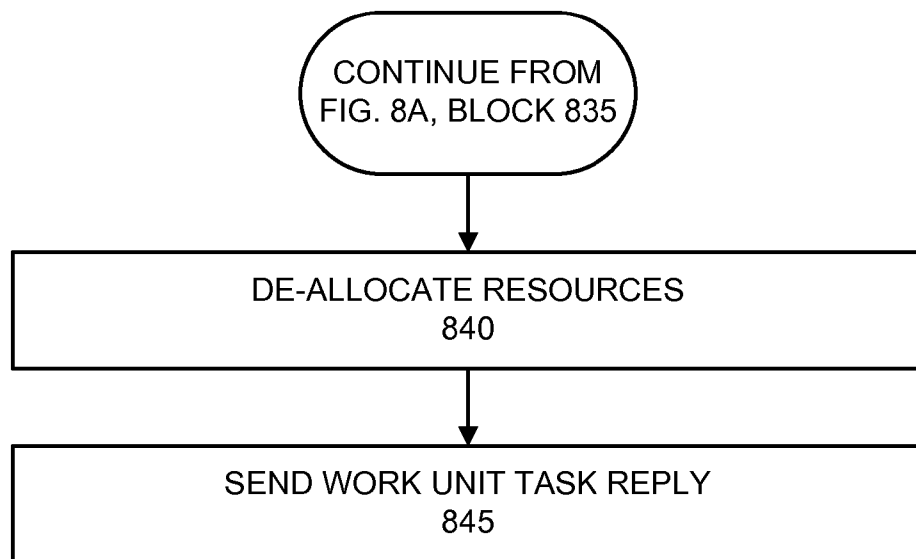 CONTINUE FROM
FIG. 8A, BLOCK 835
DE-ALLOCATE RESOURCES
840
SEND WORK UNIT TASK REPLY
845